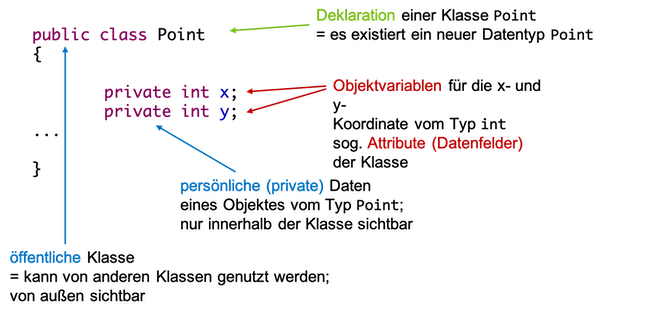 public class Point
{
private int x;
private int y;
...
}
Deklaration einer Klasse Point
= es existiert ein neuer Datentyp Point
Objektvariablen für die x- und
y-
Koordinate vom Typ int
sog. Attribute (Datenfelder)
der Klasse
persönliche (private) Daten
eines Objektes vom Typ Point;
nur innerhalb der Klasse sichtbar
öffentliche Klasse
= kann von anderen Klassen genutzt werden;
von außen sichtbar